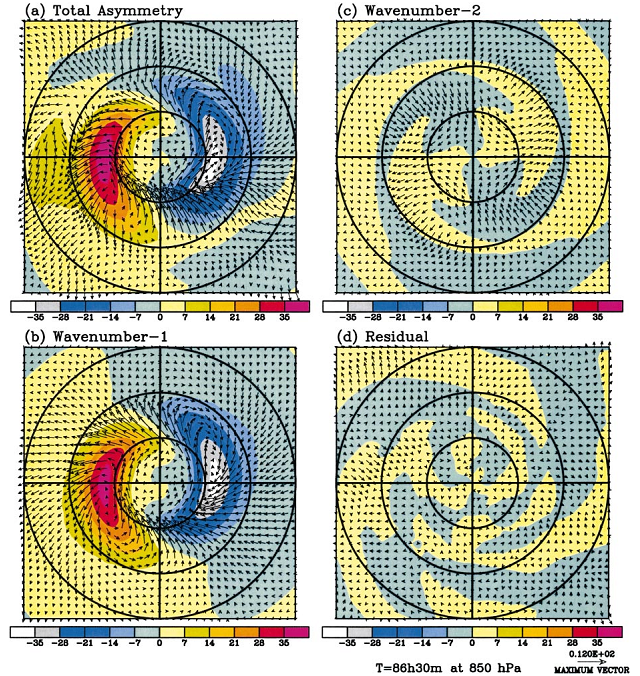 (a) Total Asymmetry
(c) Wavenumber-2
-35 -28 -21 -14 -7 0 7 14 21 28 35
-35 -28 -21 -14 -7 0 7 14 21 28 35
(b) Wavenumber-1
(d) Residual
-35 -28 -21 -14 -7 0 7 14 21 28 35
-35 -28 -21 -14 -7 0 7 14 21 28 35
T=86h30m at 850 hPa
0.120E+02
MAXIMUM VECTOR